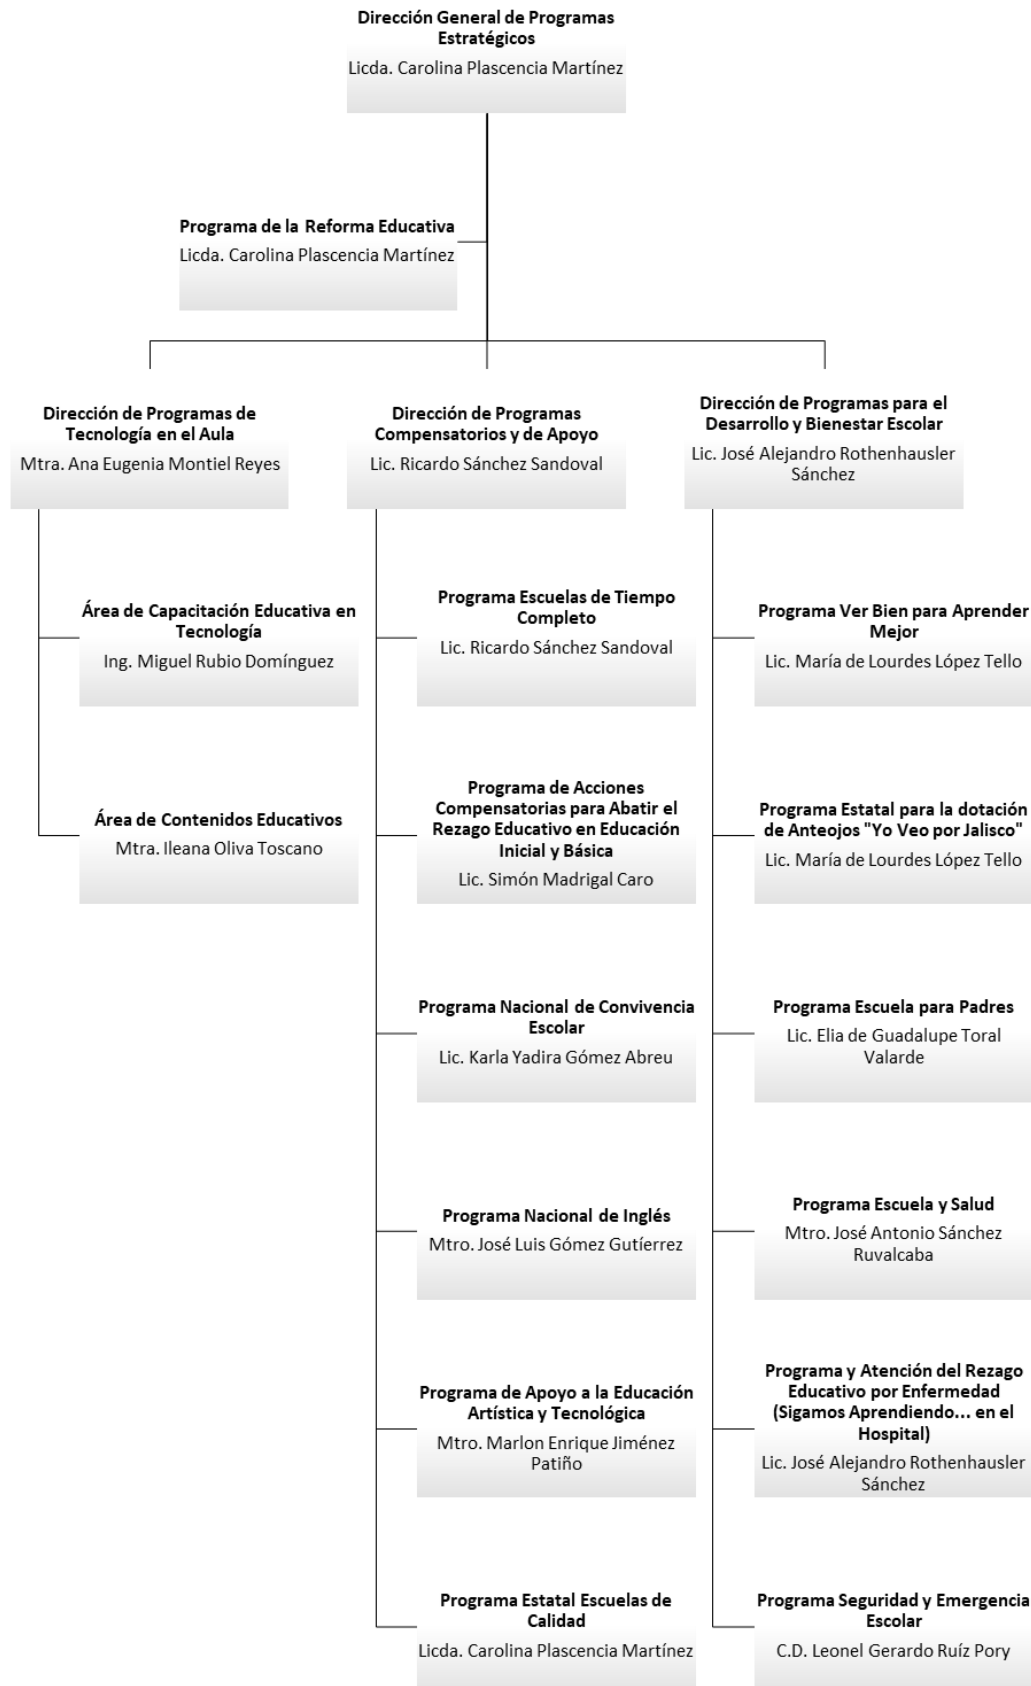 Dirección General de Programas
Estratégicos
Licda. Carolina Plascencia Martínez
Programa de la Reforma Educativa
Licda. Carolina Plascencia Martínez
Dirección de Programas de
Tecnología en el Aula
Mtra. Ana Eugenia Montiel Reyes
Área de Capacitación Educativa en
Tecnología
Ing. Miguel Rubio Domínguez
Área de Contenidos Educativos
Mtra. Ileana Oliva Toscano
Dirección de Programas
Compensatorios y de Apoyo
Lic. Ricardo Sánchez Sandoval
Programa Escuelas de Tiempo
Completo
Lic. Ricardo Sánchez Sandoval
Programa de Acciones
Compensatorias para Abatir el
Rezago Educativo en Educación
Inicial y Básica
Lic. Simón Madrigal Caro
Programa Nacional de Convivencia
Escolar
Lic. Karla Yadira Gómez Abreu
Programa Nacional de Inglés
Mtro. José Luis Gómez Gutíerrez
Programa de Apoyo a la Educación
Artística y Tecnológica
Mtro. Marlon Enrique Jiménez
Patiño
Programa Estatal Escuelas de
Calidad
Licda. Carolina Plascencia Martínez
Dirección de Programas para el
Desarrollo y Bienestar Escolar
Lic. José Alejandro Rothenhausler
Sánchez
Programa Ver Bien para Aprender
Mejor
Lic. María de Lourdes López Tello
Programa Estatal para la dotación
de Anteojos "Yo Veo por Jalisco"
Lic. María de Lourdes López Tello
Programa Escuela para Padres
Lic. Elia de Guadalupe Toral
Valarde
Programa Escuela y Salud
Mtro. José Antonio Sánchez
Ruvalcaba
Programa y Atención del Rezago
Educativo por Enfermedad
(Sigamos Aprendiendo... en el
Hospital)
Lic. José Alejandro Rothenhausler
Sánchez
Programa Seguridad y Emergencia
Escolar
C.D. Leonel Gerardo Ruíz Pory